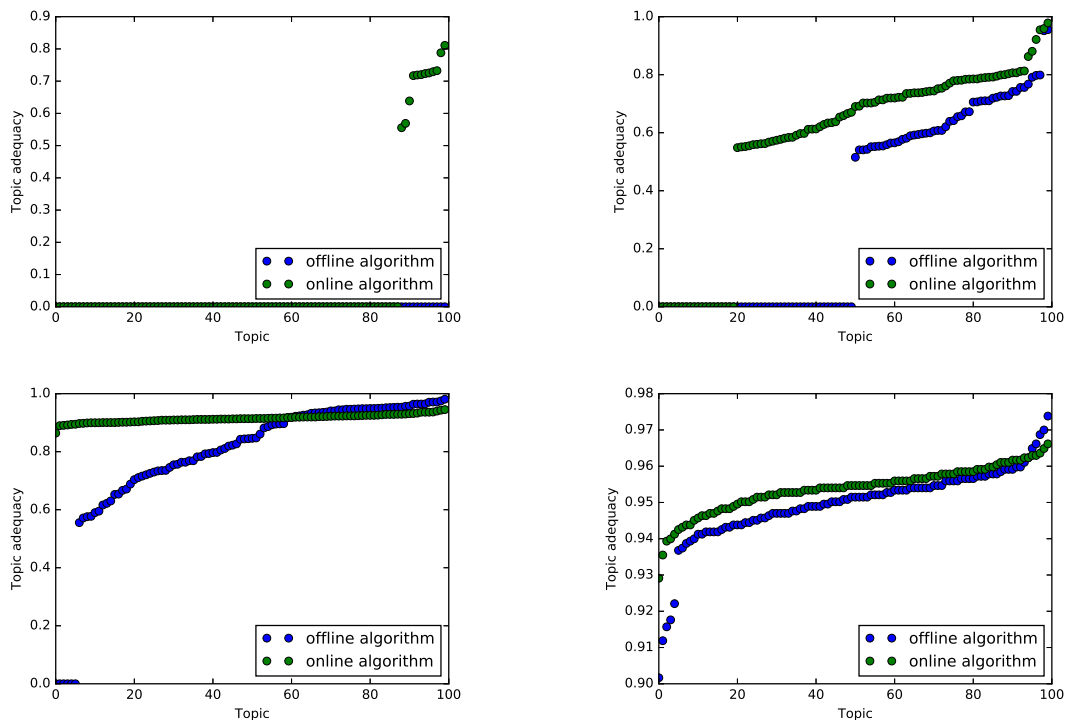 0.9
0.8
0.7
0.6
0.5
0.4
0.3
0.2
0.1
0.0
Topic adequacy
offline algorithm
online algorithm
0 20 40 60 80 100
Topic
1.0
0.8
0.6
0.4
0.2
0.0
Topic adequacy
offline algorithm
online algorithm
0 20 40 60 80 100
Topic
1.0
0.8
0.6
0.4
0.2
0.0
Topic adequacy
offline algorithm
online algorithm
0 20 40 60 80 100
Topic
0.98
0.97
0.96
0.95
0.94
0.93
0.92
0.91
0.90
Topic adequacy
offline algorithm
online algorithm
0 20 40 60 80 100
Topic